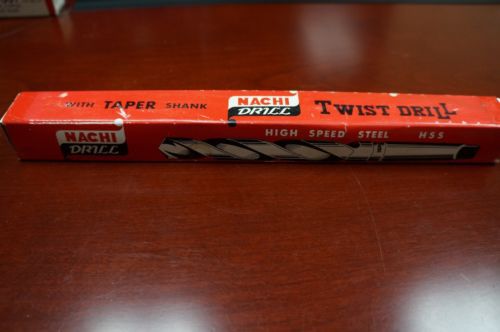 WITH TAPER SHANK
NACHI
DRILL
TWIST DRILL
NACHI
DRILL
HIGH SPEED STEEL HSS